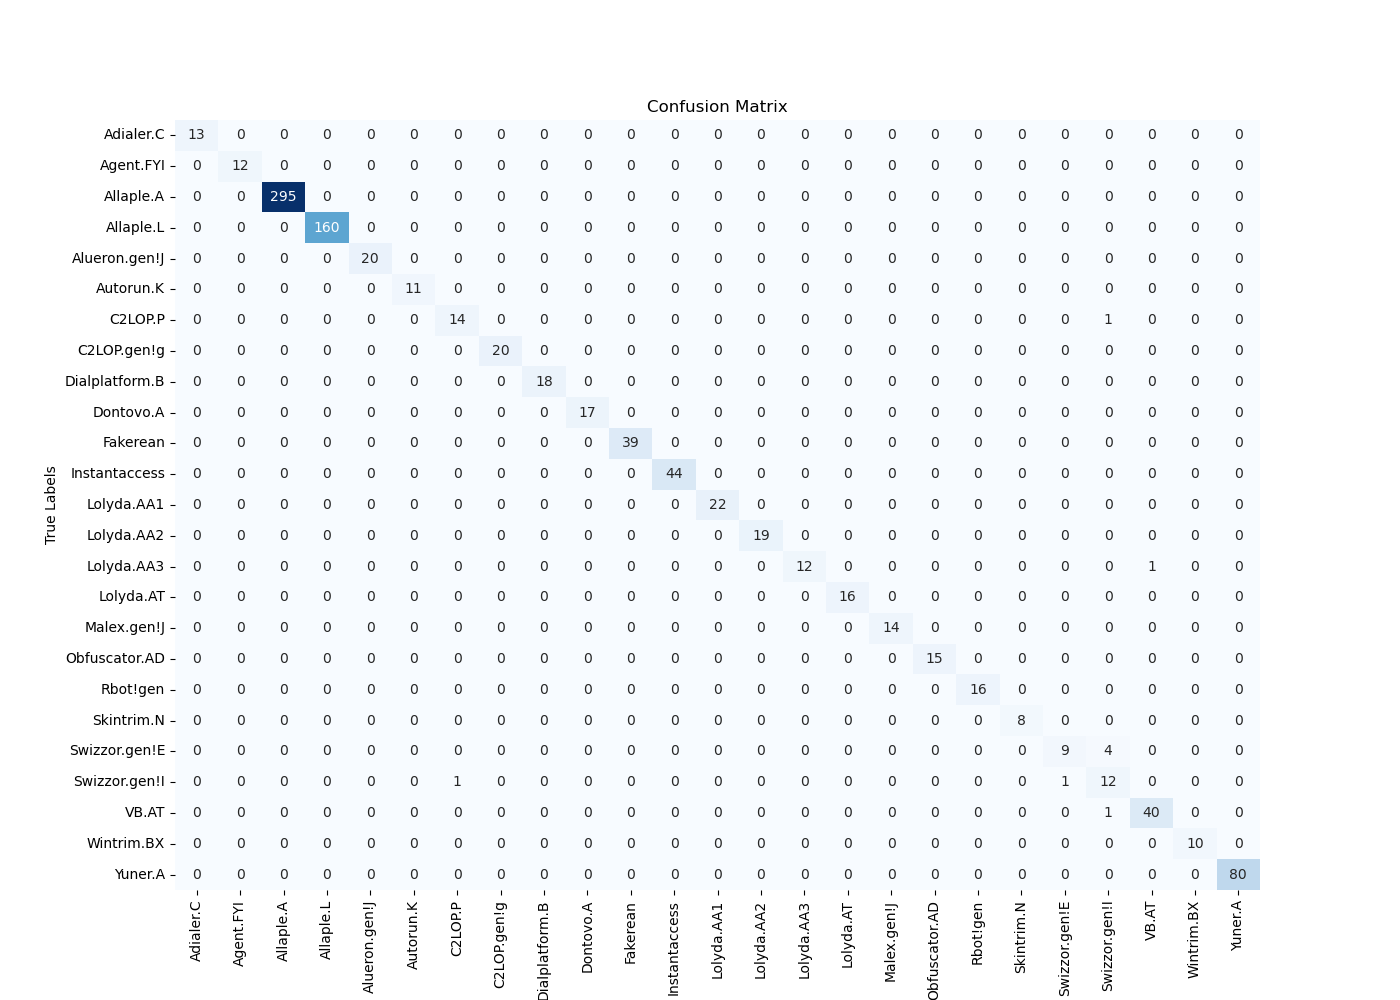 Confusion Matrix
Adialer.C 13 0 0 0 0 0 0 0 0 0 0 0 0 0 0 0 0 0 0 0 0 0 0 0 0
Agent.FYI 0 12 0 0 0 0 0 0 0 0 0 0 0 0 0 0 0 0 0 0 0 0 0 0 0
Allaple.A 0 0 295 0 0 0 0 0 0 0 0 0 0 0 0 0 0 0 0 0 0 0 0 0 0
Allaple.L 0 0 0 160 0 0 0 0 0 0 0 0 0 0 0 0 0 0 0 0 0 0 0 0 0
Alueron.gen!J 0 0 0 0 20 0 0 0 0 0 0 0 0 0 0 0 0 0 0 0 0 0 0 0 0
Autorun.K 0 0 0 0 0 11 0 0 0 0 0 0 0 0 0 0 0 0 0 0 0 0 0 0 0
C2LOP.P 0 0 0 0 0 0 14 0 0 0 0 0 0 0 0 0 0 0 0 0 0 1 0 0 0
C2LOP.gen!g 0 0 0 0 0 0 0 20 0 0 0 0 0 0 0 0 0 0 0 0 0 0 0 0 0
Dialplatform.B 0 0 0 0 0 0 0 0 18 0 0 0 0 0 0 0 0 0 0 0 0 0 0 0 0
Dontovo.A 0 0 0 0 0 0 0 0 0 17 0 0 0 0 0 0 0 0 0 0 0 0 0 0 0
Fakerean 0 0 0 0 0 0 0 0 0 0 39 0 0 0 0 0 0 0 0 0 0 0 0 0 0
Instantaccess 0 0 0 0 0 0 0 0 0 0 0 44 0 0 0 0 0 0 0 0 0 0 0 0 0
Lolyda.AA1 0 0 0 0 0 0 0 0 0 0 0 0 22 0 0 0 0 0 0 0 0 0 0 0 0
Lolyda.AA2 0 0 0 0 0 0 0 0 0 0 0 0 0 19 0 0 0 0 0 0 0 0 0 0 0
Lolyda.AA3 0 0 0 0 0 0 0 0 0 0 0 0 0 0 12 0 0 0 0 0 0 0 1 0 0
Lolyda.AT 0 0 0 0 0 0 0 0 0 0 0 0 0 0 0 16 0 0 0 0 0 0 0 0 0
Malex.gen!J 0 0 0 0 0 0 0 0 0 0 0 0 0 0 0 0 14 0 0 0 0 0 0 0 0
Obfuscator.AD 0 0 0 0 0 0 0 0 0 0 0 0 0 0 0 0 0 15 0 0 0 0 0 0 0
Rbot!gen 0 0 0 0 0 0 0 0 0 0 0 0 0 0 0 0 0 0 16 0 0 0 0 0 0
Skintrim.N 0 0 0 0 0 0 0 0 0 0 0 0 0 0 0 0 0 0 0 8 0 0 0 0 0
Swizzor.gen!E 0 0 0 0 0 0 0 0 0 0 0 0 0 0 0 0 0 0 0 0 9 4 0 0 0
Swizzor.gen!I 0 0 0 0 0 0 1 0 0 0 0 0 0 0 0 0 0 0 0 0 1 12 0 0 0
VB.AT 0 0 0 0 0 0 0 0 0 0 0 0 0 0 0 0 0 0 0 0 0 1 40 0 0
Wintrim.BX 0 0 0 0 0 0 0 0 0 0 0 0 0 0 0 0 0 0 0 0 0 0 0 10 0
Yuner.A 0 0 0 0 0 0 0 0 0 0 0 0 0 0 0 0 0 0 0 0 0 0 0 0 80
True Labels
Adialer.C
Agent.FYI
Allaple.A
Allaple.L
Alueron.gen!J
Autorun.K
C2LOP.P
C2LOP.gen!g
Dialplatform.B
Dontovo.A
Fakerean
Instantaccess
Lolyda.AA1
Lolyda.AA2
Lolyda.AA3
Lolyda.AT
Malex.gen!J
Obfuscator.AD
Rbot!gen
Skintrim.N
Swizzor.gen!E
Swizzor.gen!I
VB.AT
Wintrim.BX
Yuner.A